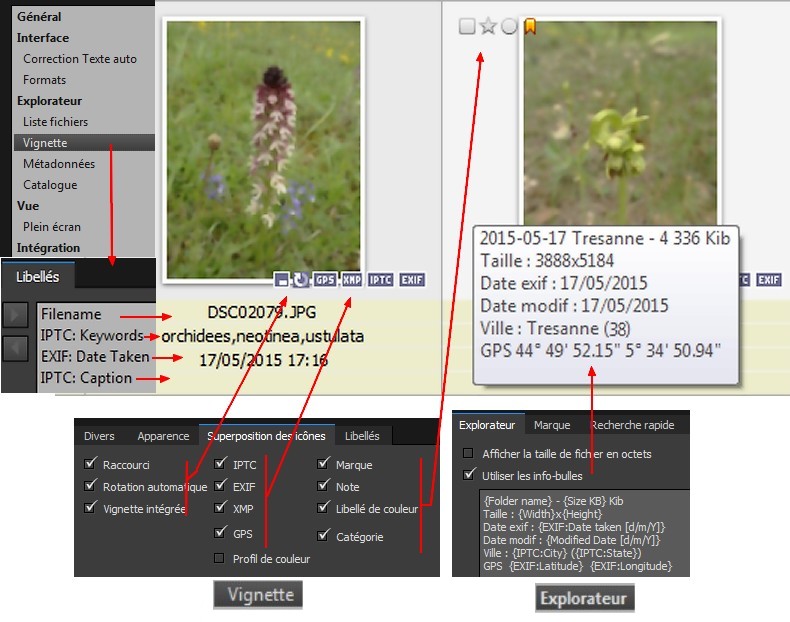 Général
Interface
Correction Texte auto
Formats
Explorateur
Liste fichiers
Vignette
Métadonnées
Catalogue
Vue
Plein écran
Intégration
Libellés
Filename
IPTC: Keywords
EXIF: Date Taken
IPTC: Caption
GPS XMP IPTC EXIF
DSC02079.JPG
orchidees,neotinea,ustulata
17/05/2015 17:16
EXIF
2015-05-17 Tresanne - 4 336 Kib
Taille : 3888x5184
Date exif : 17/05/2015
Date modif : 17/05/2015
Ville : Tresanne (38)
GPS 44° 49' 52.15" 5° 34' 50.94"
Divers Apparence Superposition des icônes Libellés
Raccourci IPTC Marque
Rotation automatique EXIF Note
Vignette intégrée XMP Libellé de couleur
GPS Catégorie
Profil de couleur
Vignette
Explorateur Marque Recherche rapide
Afficher la taille de fichier en octets
Utiliser les info-bulles
{Folder name} - {Size KB} Kib
Taille : {Width}x{Height}
Date exif : {EXIF:Date taken [d/m/Y]}
Date modif : {Modified Date [d/m/Y]}
Ville : {IPTC:City} ({IPTC:State})
GPS {EXIF:Latitude} {EXIF:Longitude}
Explorateur